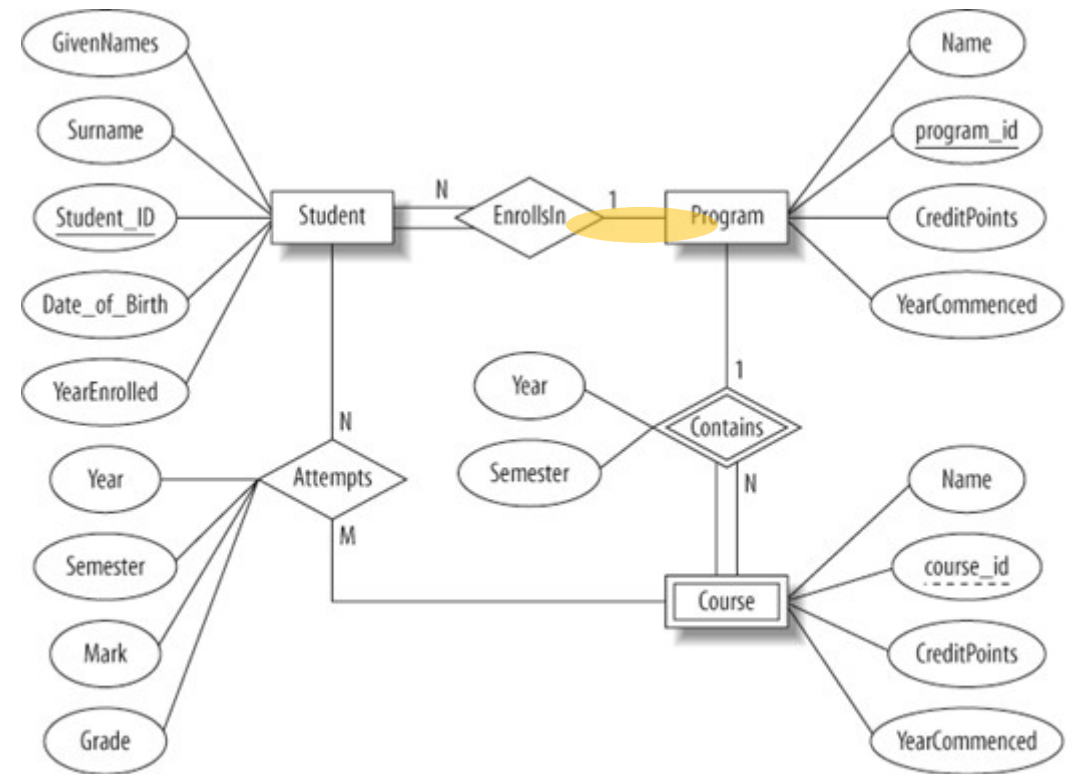 GivenNames
Name
Surname
program_id
N
1
Student_ID
Student
EnrollsIn
Program
CreditPoints
Date_of_Birth
YearCommenced
1
Year
YearEnrolled
N
Contains
Semester
Year
Attempts
N
Name
M
Semester
course_id
Course
Mark
CreditPoints
Grade
YearCommenced